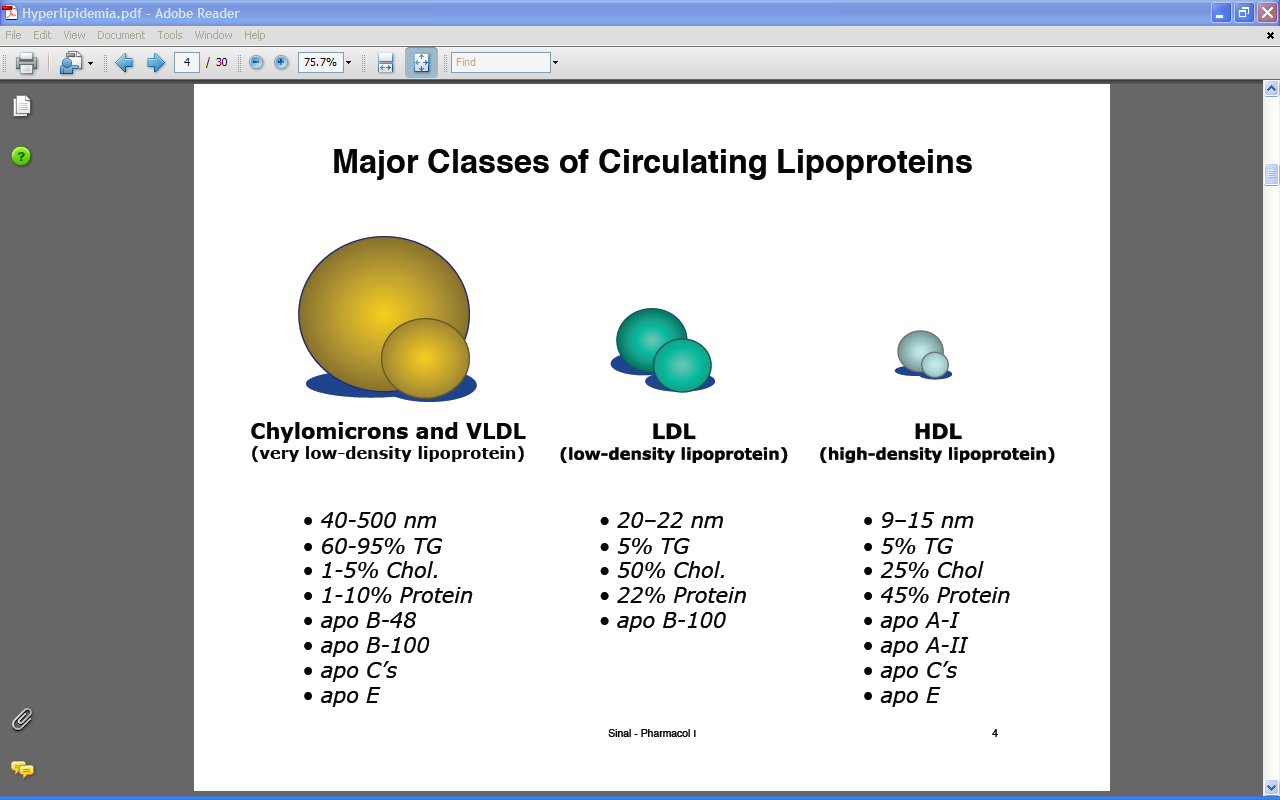 Hyperlipidemia.pdf - Adobe Reader
File Edit View Document Tools Window Help
4 / 30 75.7% Find
Major Classes of Circulating Lipoproteins
Chylomicrons and VLDL
(very low-density lipoprotein)
• 40-500 nm
• 60-95% TG
• 1-5% Chol.
• 1-10% Protein
• apo B-48
• apo B-100
• apo C’s
• apo E
LDL
(low-density lipoprotein)
• 20–22 nm
• 5% TG
• 50% Chol.
• 22% Protein
• apo B-100
HDL
(high-density lipoprotein)
• 9–15 nm
• 5% TG
• 25% Chol
• 45% Protein
• apo A-I
• apo A-II
• apo C’s
• apo E
Sinal - Pharmacol I 4